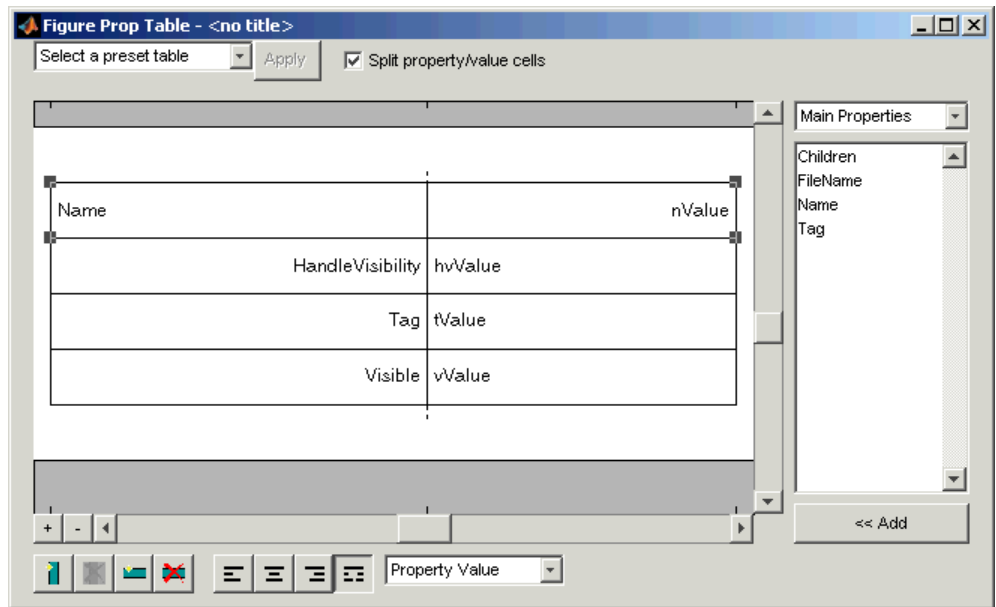 Figure Prop Table - <no title>
Select a preset table
Apply
Split property/value cells
Main Properties
Children
FileName
Name
Tag
Name nValue
HandleVisibility hvValue
Tag tValue
Visible vValue
+ -
<< Add
Property Value